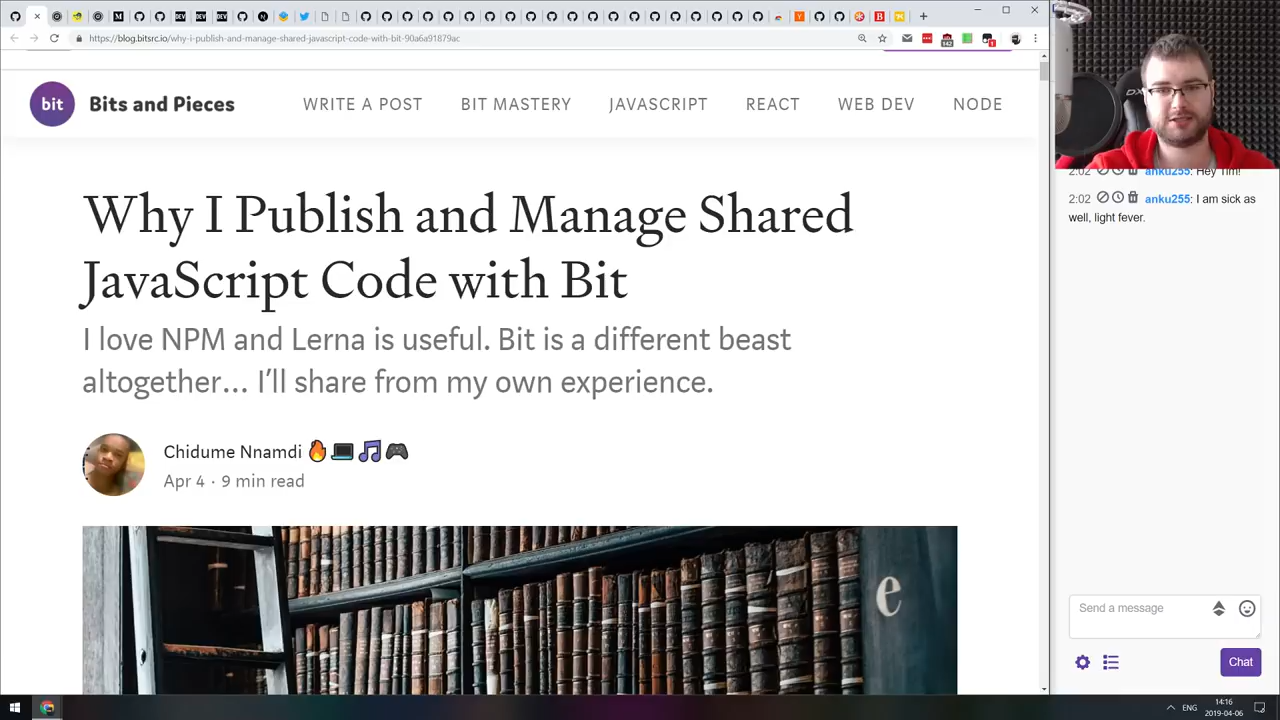 https://blog.bitsrc.io/why-i-publish-and-manage-shared-javascript-code-with-bit-90a6a91879ac
142
1
bit
Bits and Pieces
WRITE A POST
BIT MASTERY
JAVASCRIPT
REACT
WEB DEV
NODE
2:02 anku255: Hey Tim!
2:02 anku255: I am sick as
well, light fever.
Why I Publish and Manage Shared
JavaScript Code with Bit
I love NPM and Lerna is useful. Bit is a different beast
altogether… I’ll share from my own experience.
Chidume Nnamdi 🔥💻🎵🎮
Apr 4 · 9 min read
e
Send a message
Chat
ENG
14:16
2019-04-06